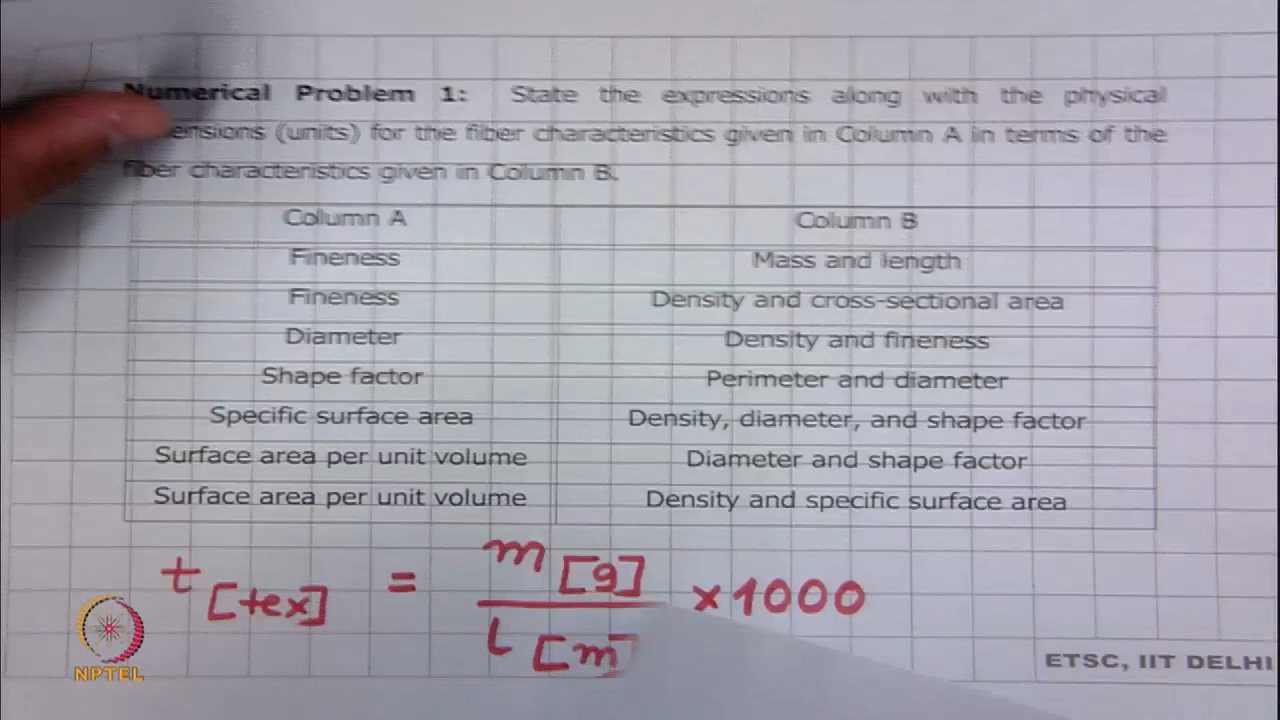 Numerical Problem 1: State the expressions along with the physical
(units) for the fiber characteristics given in Column A in terms of the
fiber characteristics given in Column B.
Column A Column B
Fineness Mass and length
Fineness Density and cross-sectional area
Diameter Density and fineness
Shape factor Perimeter and diameter
Specific surface area Density, diameter, and shape factor
Surface area per unit volume Diameter and shape factor
Surface area per unit volume Density and specific surface area
t [tex] = m [g] / l [m] × 1000
NPTEL
ETSC, IIT DELHI